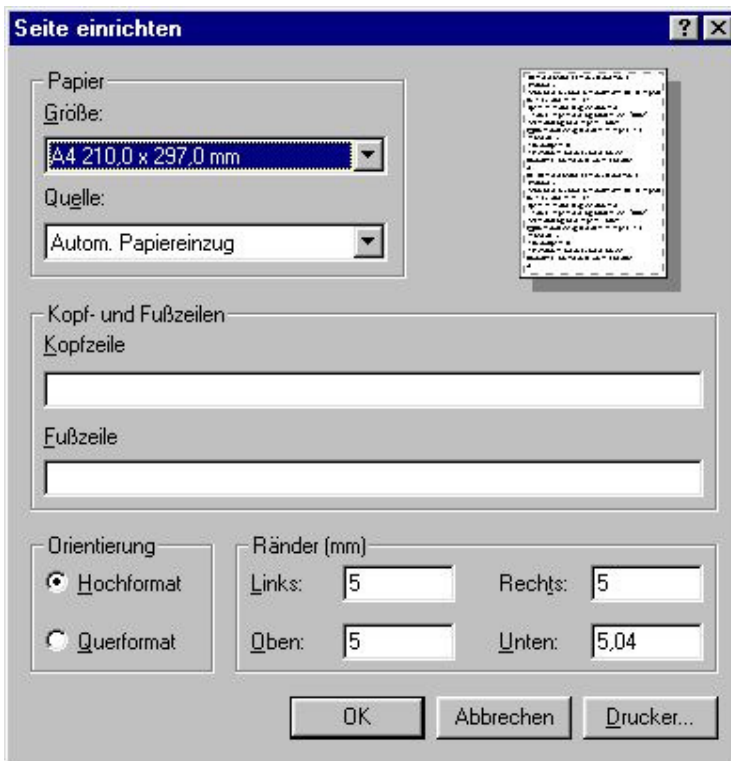 Seite einrichten
Papier
Größe:
A4 210,0 x 297,0 mm
Quelle:
Autom. Papiereinzug
Kopf- und Fußzeilen
Kopfzeile
Fußzeile
Orientierung
Hochformat
Querformat
Ränder (mm)
Links: 5 Rechts: 5
Oben: 5 Unten: 5,04
OK Abbrechen Drucker...